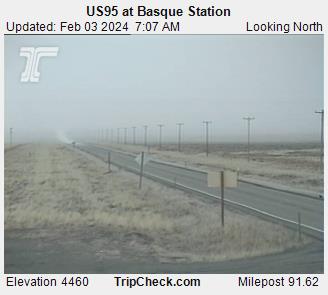 US95 at Basque Station
Updated: Feb 03 2024 7:07 AM Looking North
Elevation 4460 TripCheck.com Milepost 91.62